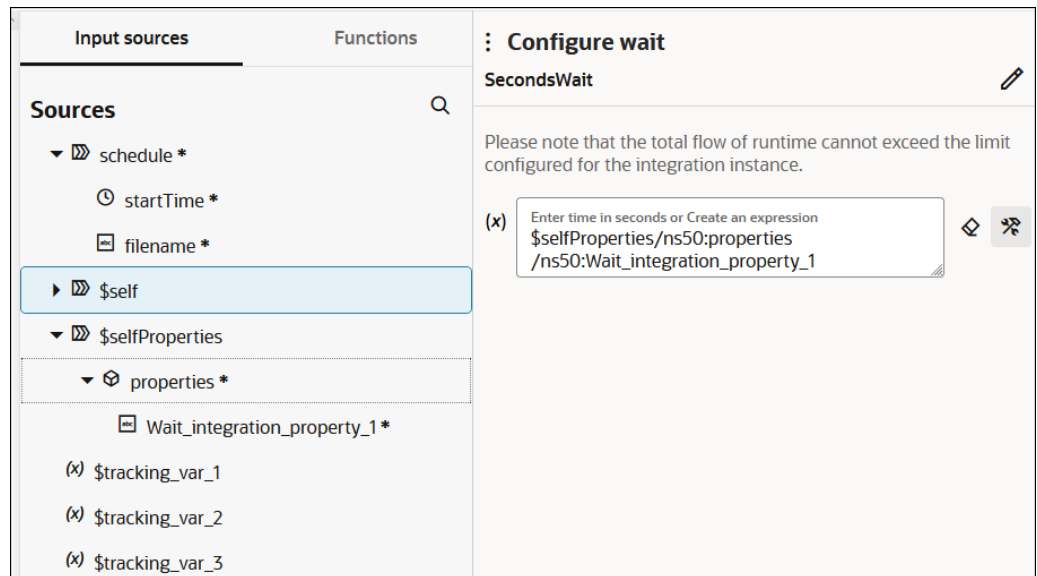 Input sources
Functions
Sources
schedule *
startTime *
filename *
$self
$selfProperties
properties *
Wait_integration_property_1 *
(x) $tracking_var_1
(x) $tracking_var_2
(x) $tracking_var_3
Configure wait
SecondsWait
Please note that the total flow of runtime cannot exceed the limit
configured for the integration instance.
(x)
Enter time in seconds or Create an expression
$selfProperties/ns50:properties
/ns50:Wait_integration_property_1